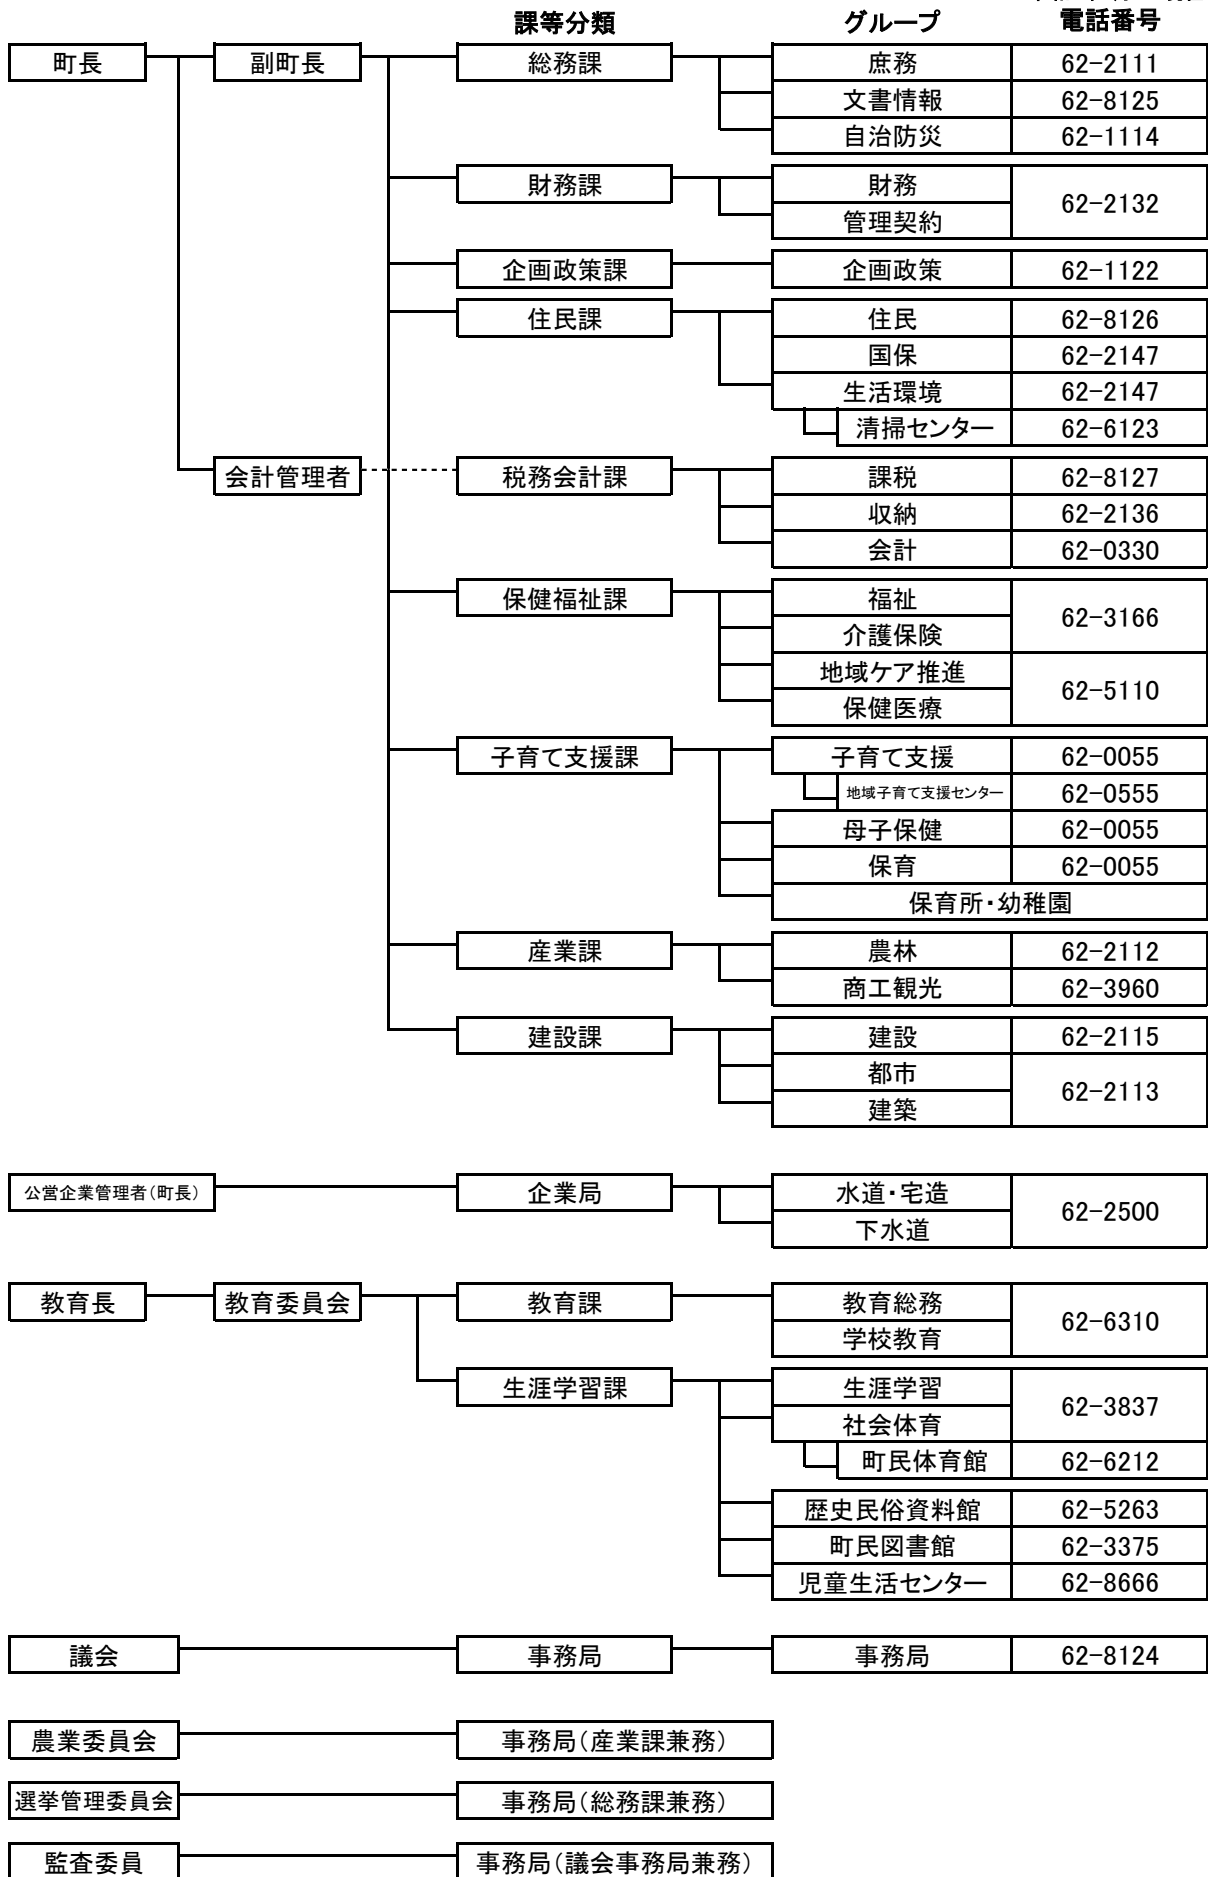 課等分類 グループ 電話番号
町長 副町長 総務課 庶務 62-2111
文書情報 62-8125
自治防災 62-1114
財務課 財務 62-2132
管理契約
企画政策課 企画政策 62-1122
住民課 住民 62-8126
国保 62-2147
生活環境 62-2147
清掃センター 62-6123
会計管理者 税務会計課 課税 62-8127
収納 62-2136
会計 62-0330
保健福祉課 福祉 62-3166
介護保険
地域ケア推進 62-5110
保健医療
子育て支援課 子育て支援 62-0055
地域子育て支援センター 62-0555
母子保健 62-0055
保育 62-0055
保育所・幼稚園
産業課 農林 62-2112
商工観光 62-3960
建設課 建設 62-2115
都市 62-2113
建築
公営企業管理者(町長) 企業局 水道・宅造 62-2500
下水道
教育長 教育委員会 教育課 教育総務 62-6310
学校教育
生涯学習課 生涯学習 62-3837
社会体育
町民体育館 62-6212
歴史民俗資料館 62-5263
町民図書館 62-3375
児童生活センター 62-8666
議会 事務局 事務局 62-8124
農業委員会 事務局(産業課兼務)
選挙管理委員会 事務局(総務課兼務)
監査委員 事務局(議会事務局兼務)